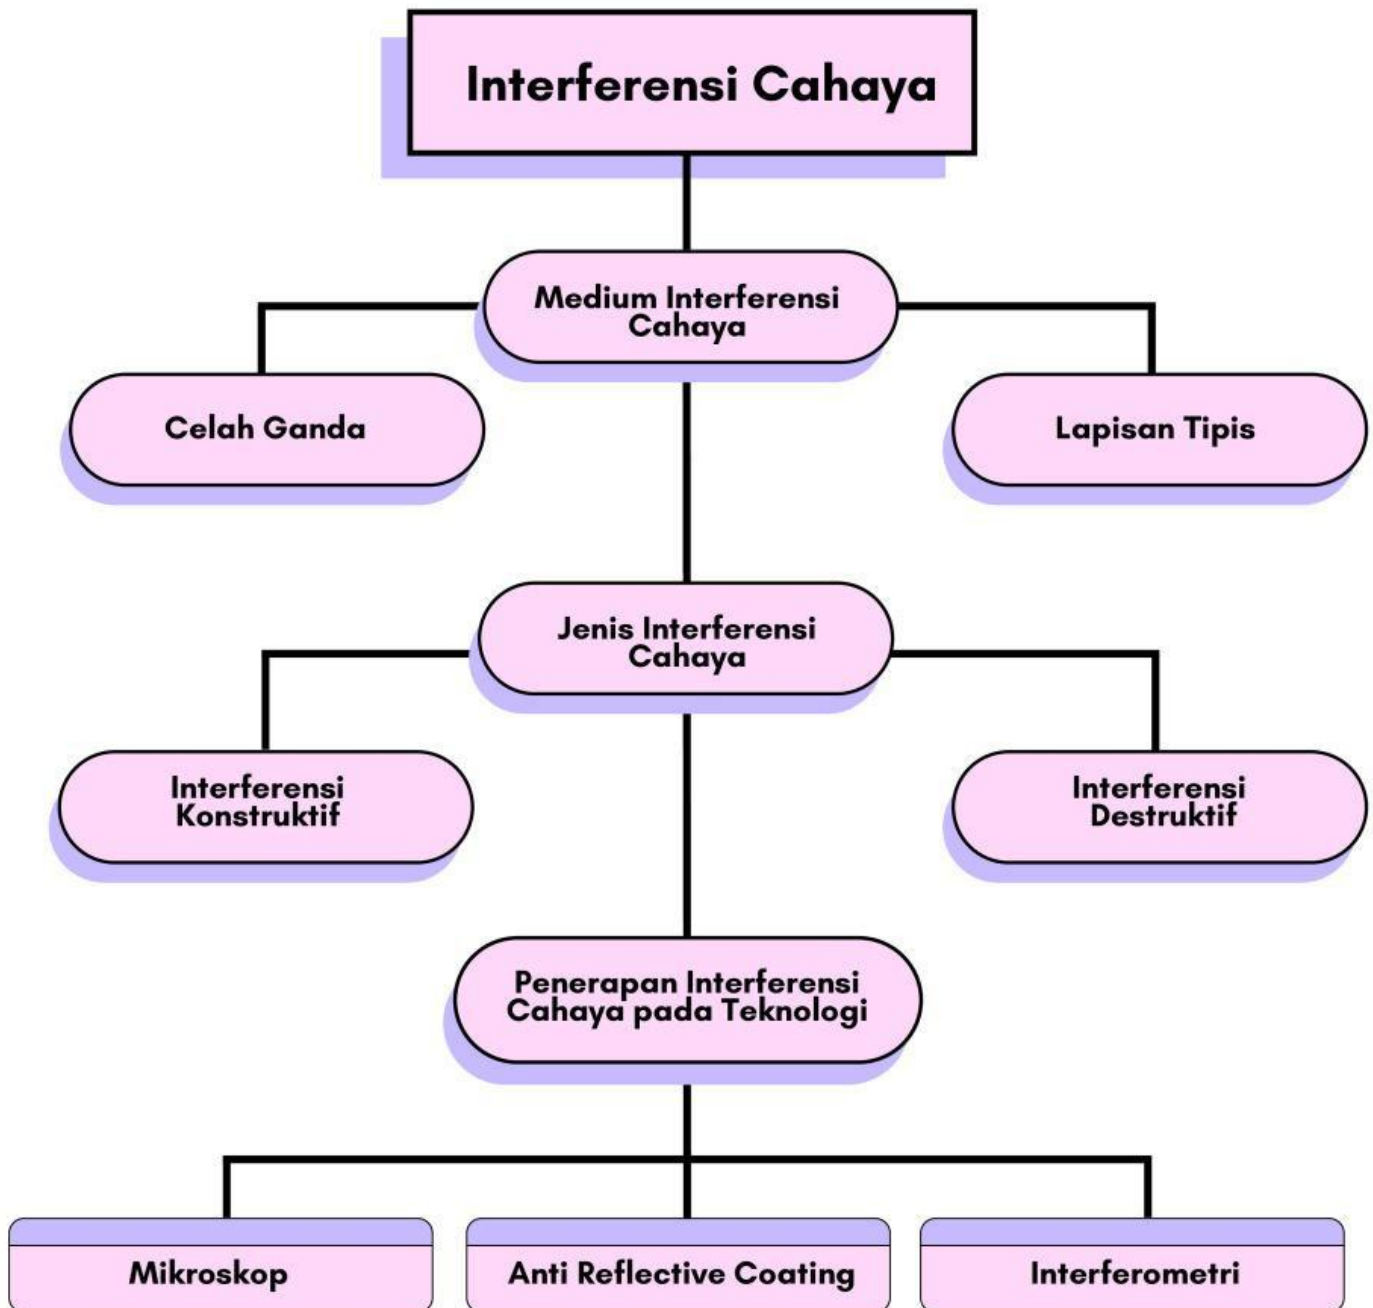 Interferensi Cahaya
Medium Interferensi
Cahaya
Celah Ganda
Lapisan Tipis
Jenis Interferensi
Cahaya
Interferensi
Konstruktif
Interferensi
Destruktif
Penerapan Interferensi
Cahaya pada Teknologi
Mikroskop
Anti Reflective Coating
Interferometri